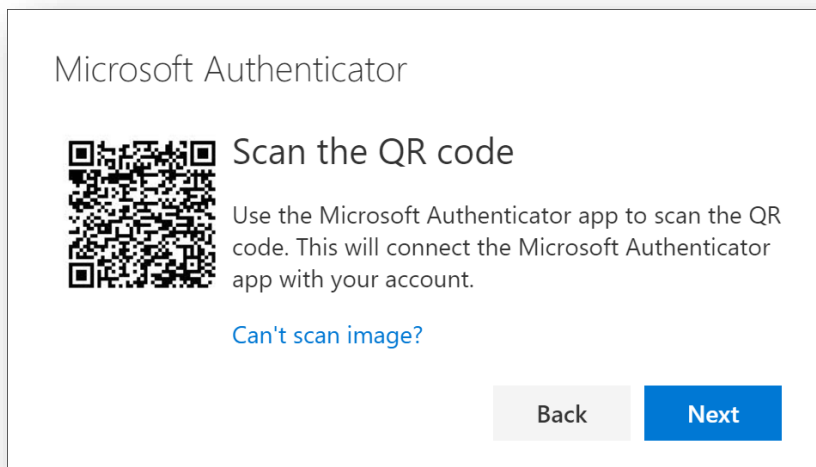 Microsoft Authenticator
Scan the QR code
Use the Microsoft Authenticator app to scan the QR
code. This will connect the Microsoft Authenticator
app with your account.
Can't scan image?
Back
Next